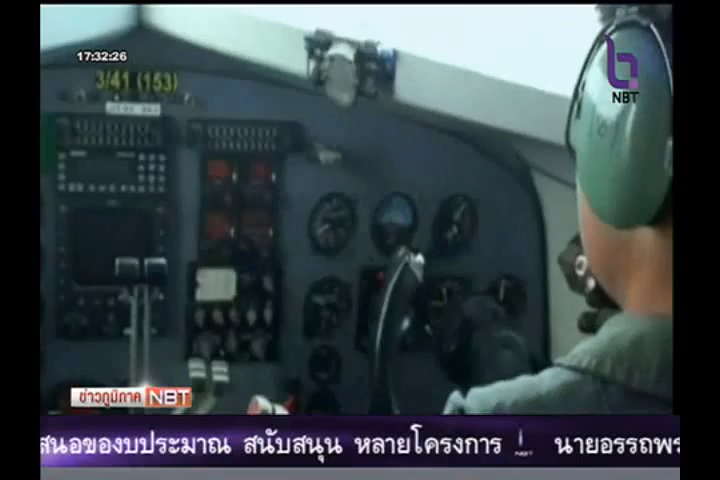 17:32:26
3/41 (153)
NBT
ข่าวภูมิภาค NBT
สนอของบประมาณ สนับสนุน หลายโครงการ NBT นายอรรถพร